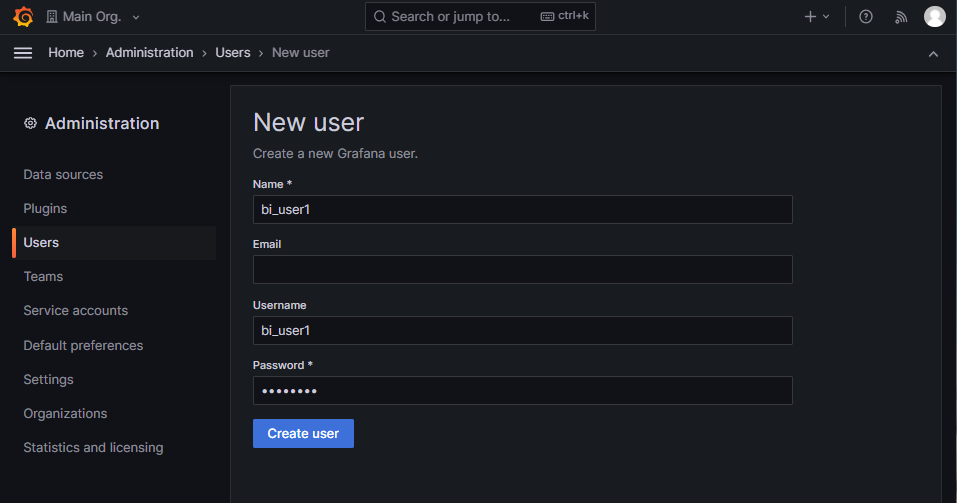 Main Org.
Search or jump to... ctrl+k
Home › Administration › Users › New user
Administration
Data sources
Plugins
Users
Teams
Service accounts
Default preferences
Settings
Organizations
Statistics and licensing
New user
Create a new Grafana user.
Name *
bi_user1
Email
Username
bi_user1
Password *
••••••••
Create user